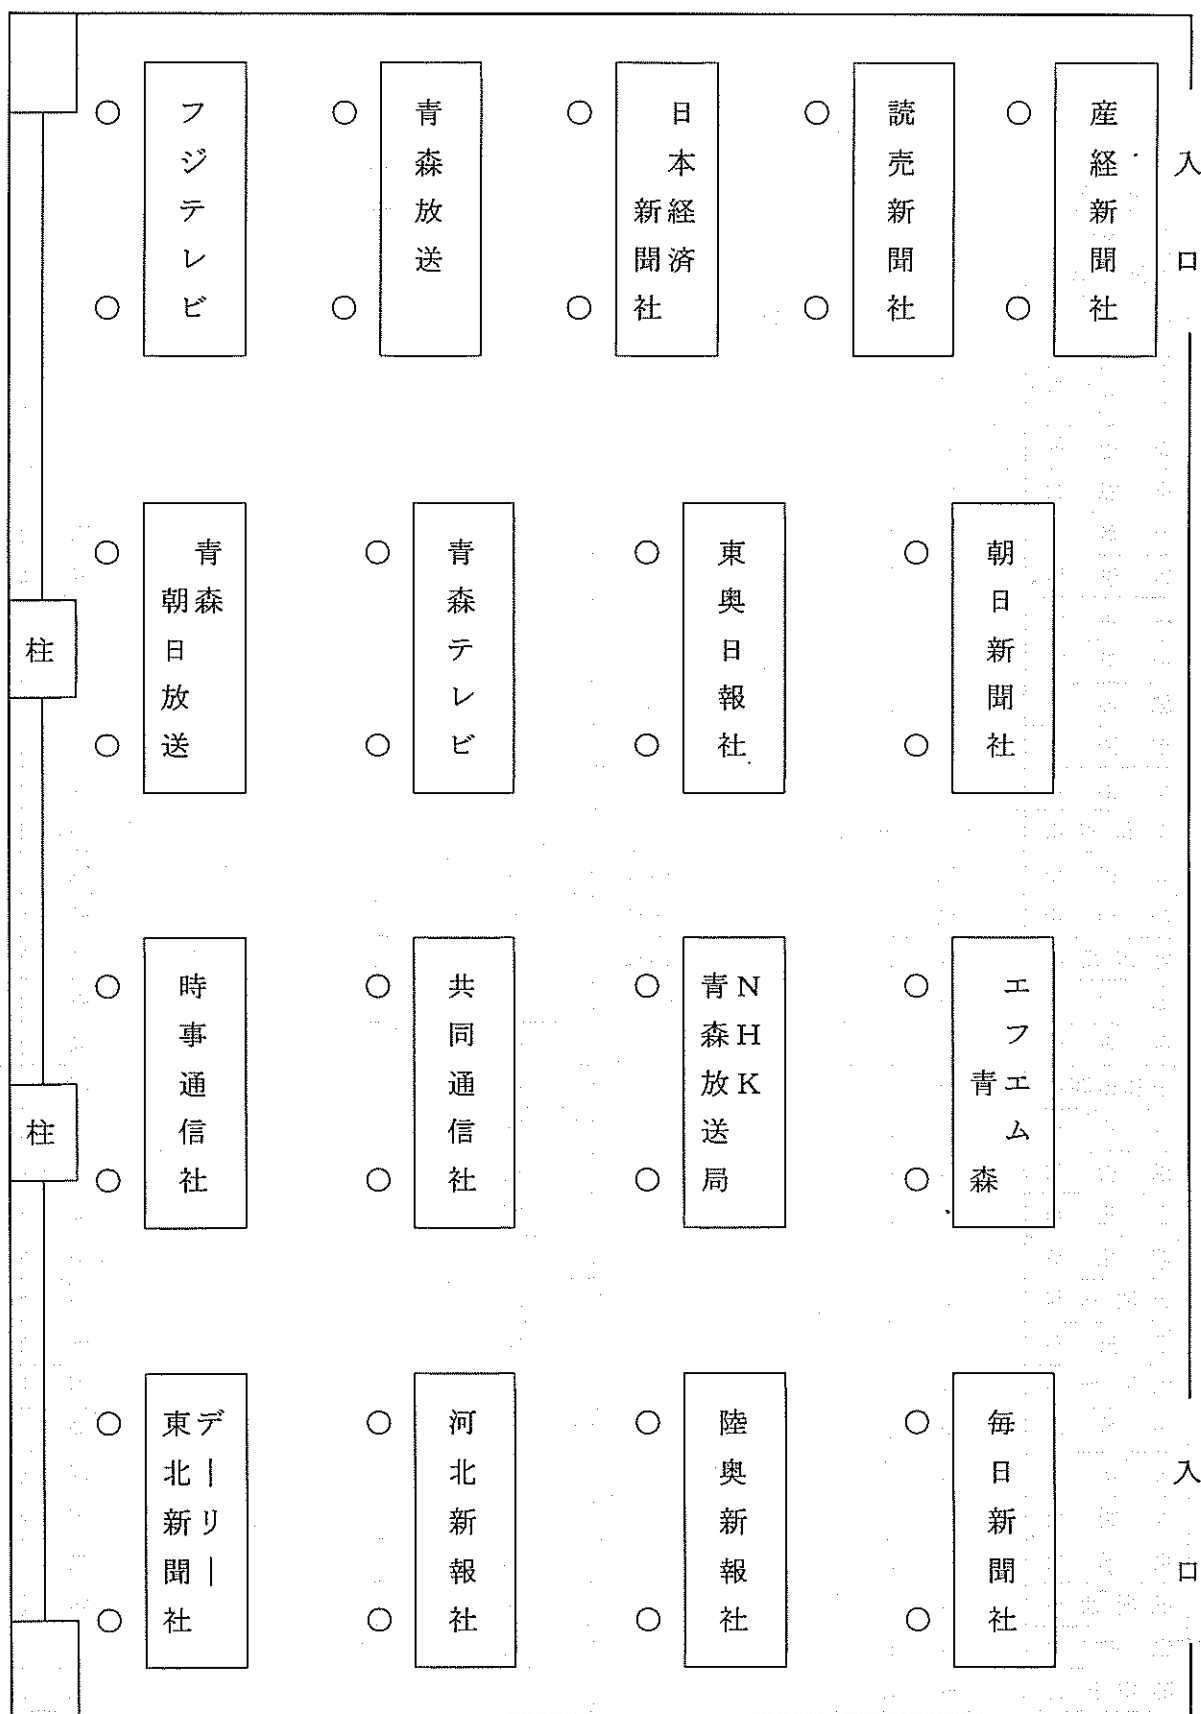 入口
産経新聞社
読売新聞社
日本経済
新聞社
青森放送
フジテレビ
朝日新聞社
東奥日報社
青森テレビ
青森
朝日放送
柱
エフエム
青森
NHK
青森放送局
共同通信社
時事通信社
柱
入口
毎日新聞社
陸奥新報社
河北新報社
デーリー
東北新聞社